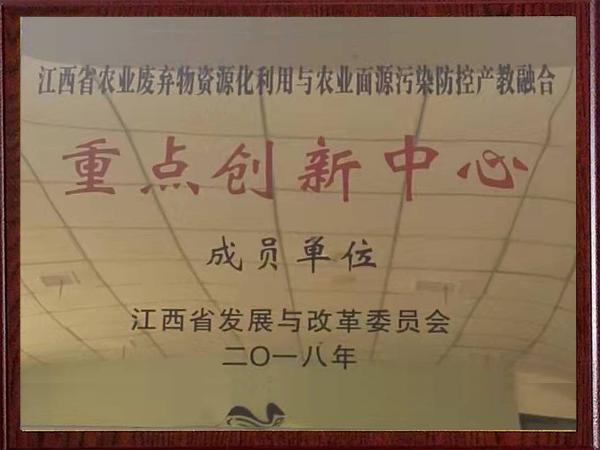 江西省农业废弃物资源化利用与农业面源污染防控产教融合
重点创新中心
成员单位
江西省发展与改革委员会
二〇一八年